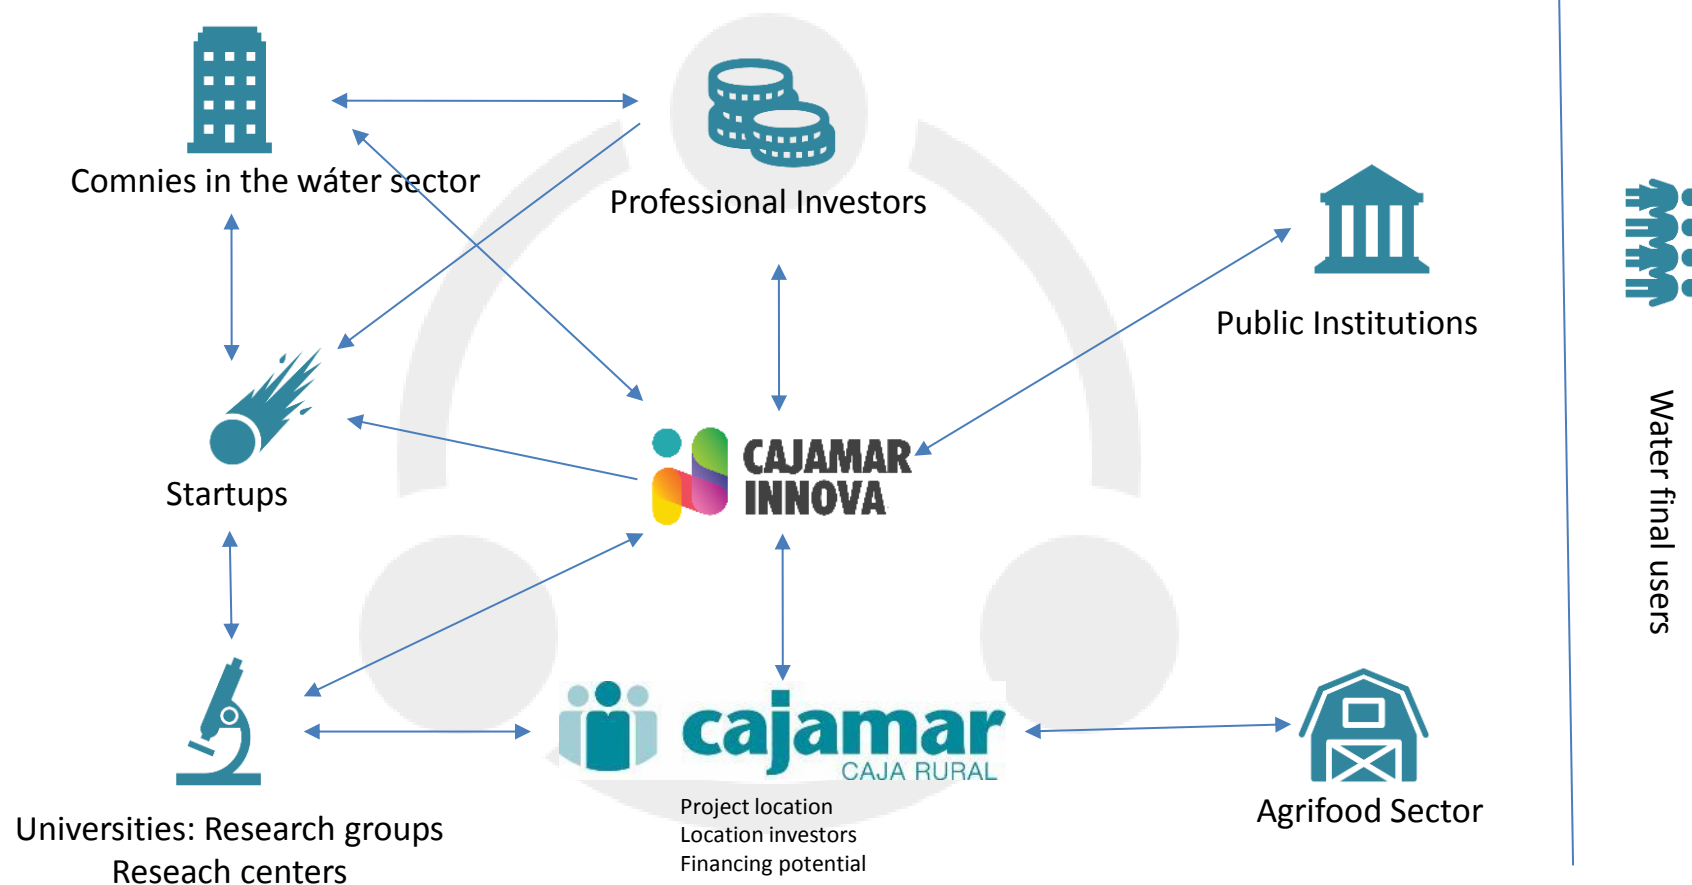 Comnies in the wáter sector
Professional Investors
Public Institutions
Startups
CAJAMAR
INNOVA
Water final users
cajamar
CAJA RURAL
Project location
Location investors
Financing potential
Universities: Research groups
Reseach centers
Agrifood Sector